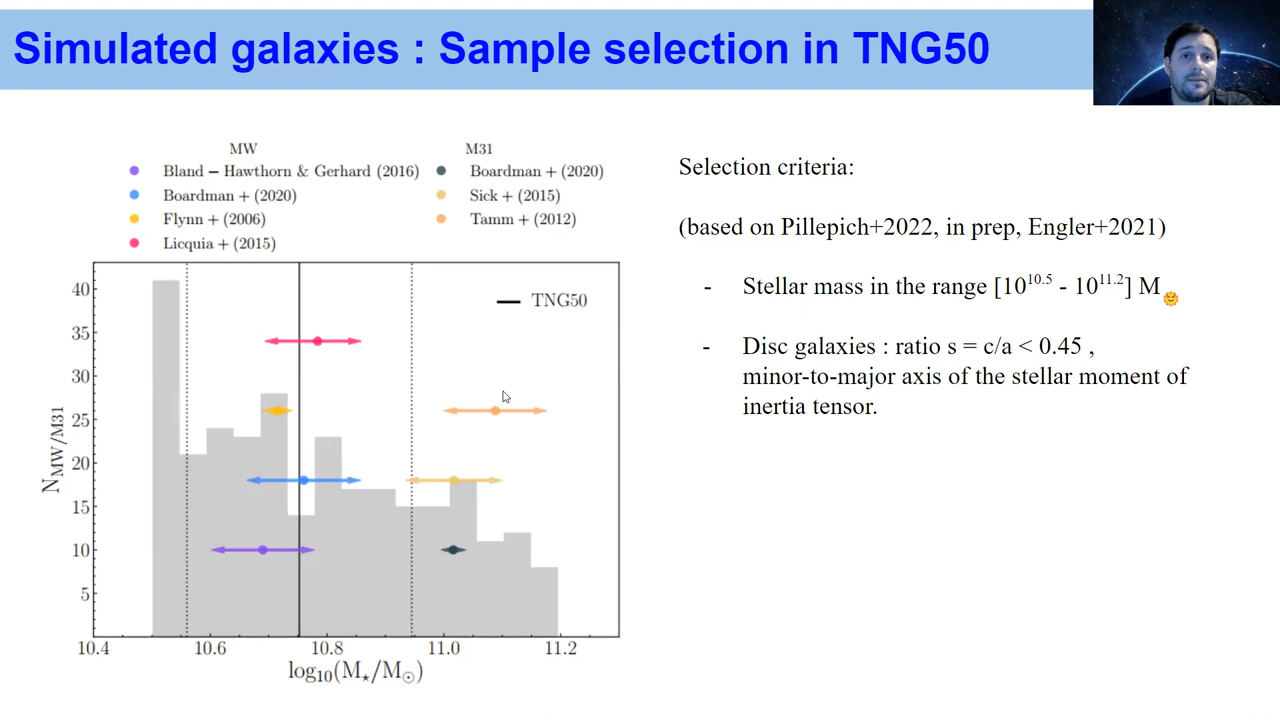 Simulated galaxies : Sample selection in TNG50
MW
Bland − Hawthorn & Gerhard (2016)
Boardman + (2020)
Flynn + (2006)
Licquia + (2015)
M31
Boardman + (2020)
Sick + (2015)
Tamm + (2012)
TNG50
40
35
30
25
20
15
10
5
N_MW/M31
10.4 10.6 10.8 11.0 11.2
log₁₀(M⋆/M☉)
Selection criteria:
(based on Pillepich+2022, in prep, Engler+2021)
- Stellar mass in the range [10^10.5 - 10^11.2] M🌞
- Disc galaxies : ratio s = c/a < 0.45 ,
minor-to-major axis of the stellar moment of
inertia tensor.